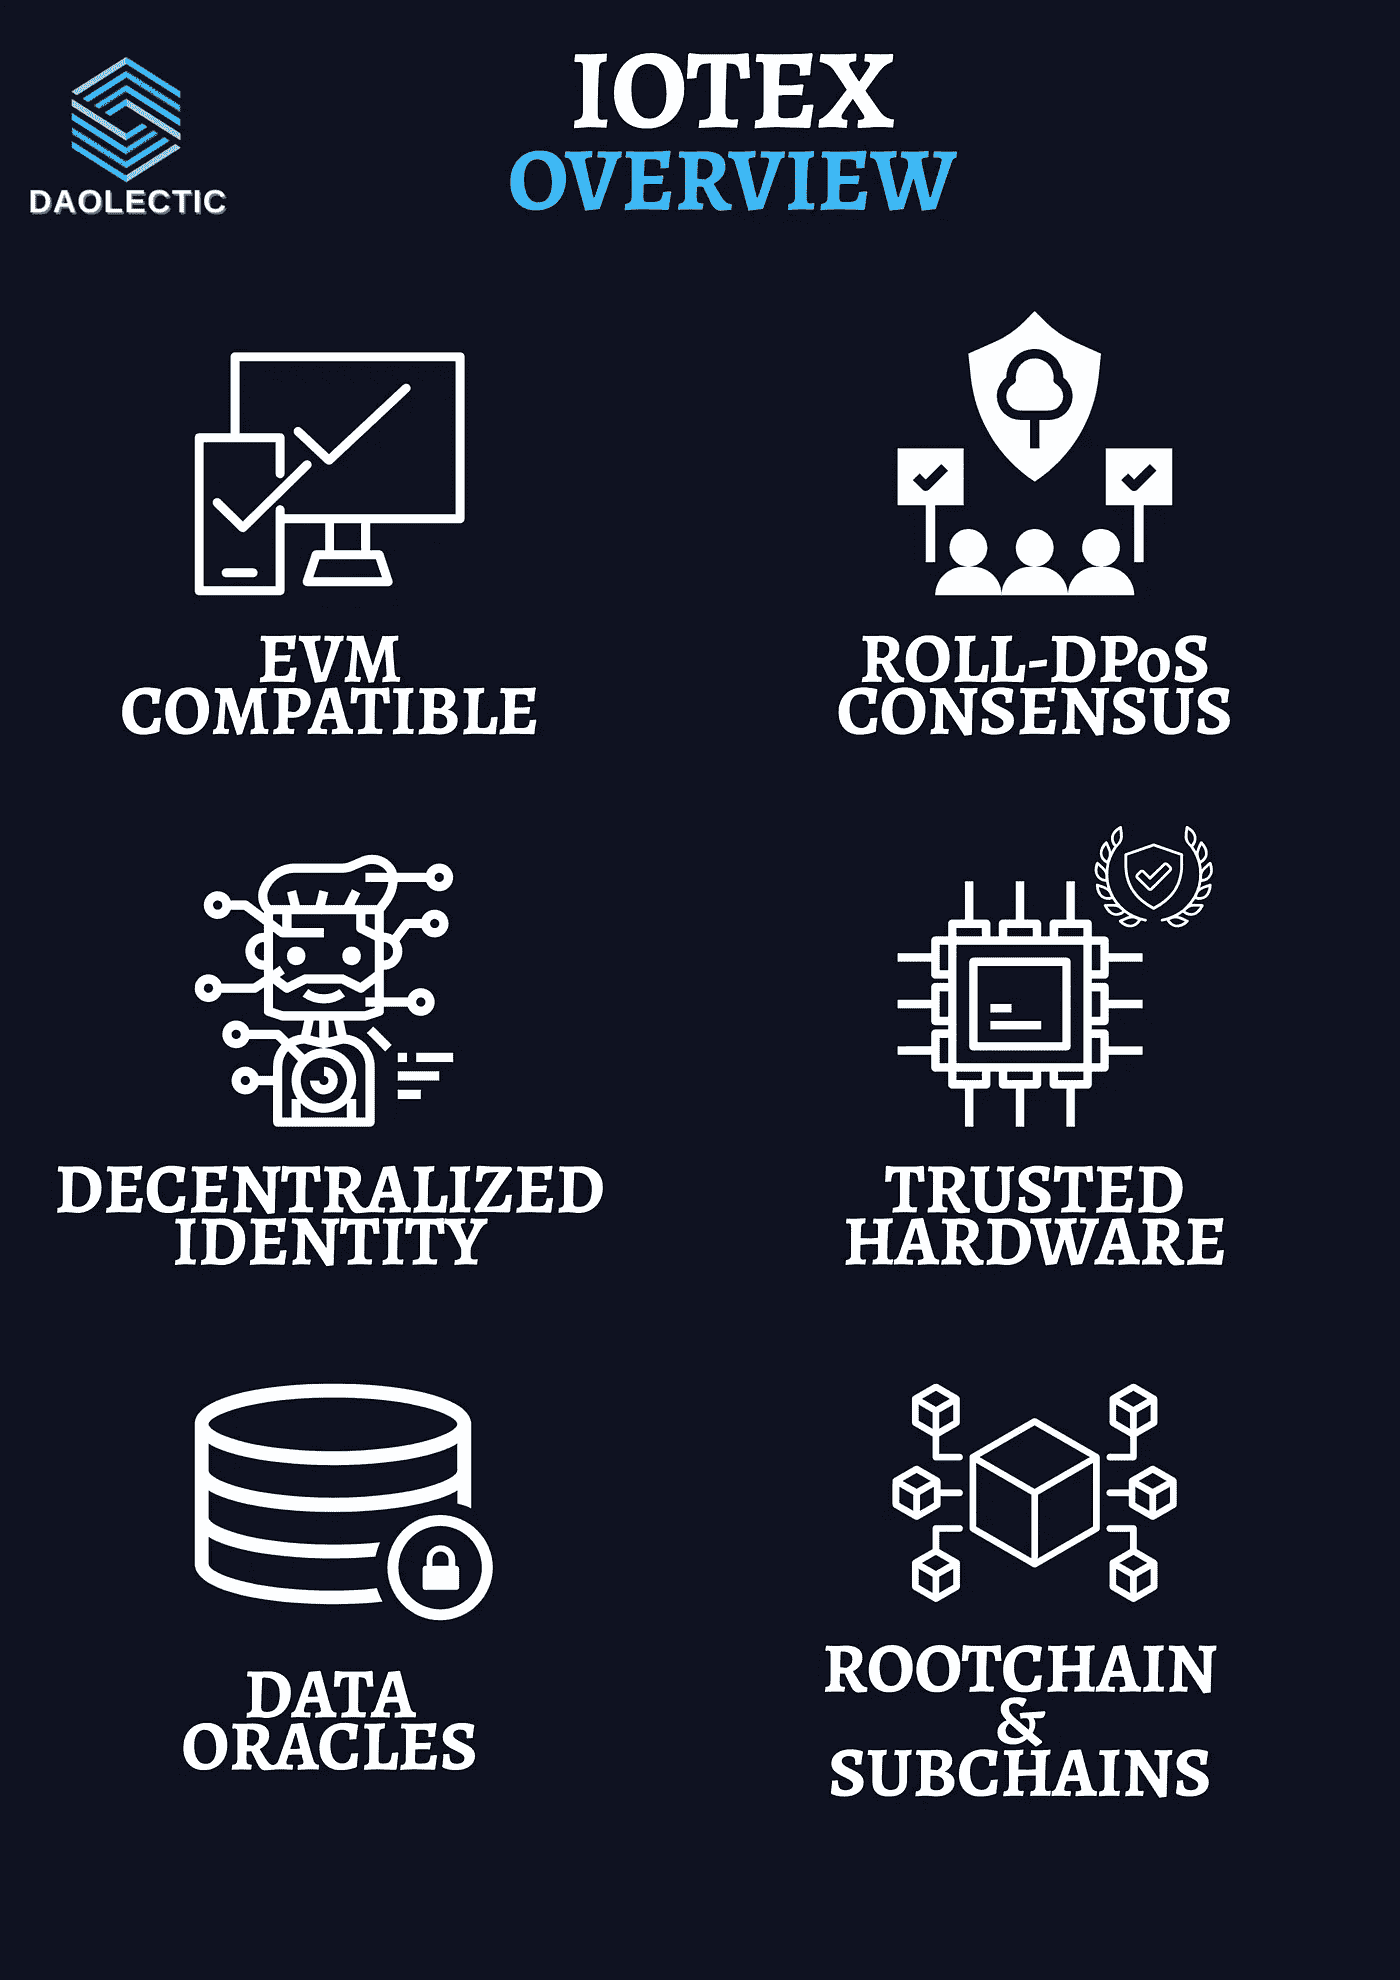 DAOLECTIC
IOTEX
OVERVIEW
EVM
COMPATIBLE
ROLL-DPoS
CONSENSUS
DECENTRALIZED
IDENTITY
TRUSTED
HARDWARE
DATA
ORACLES
ROOTCHAIN
&
SUBCHAINS